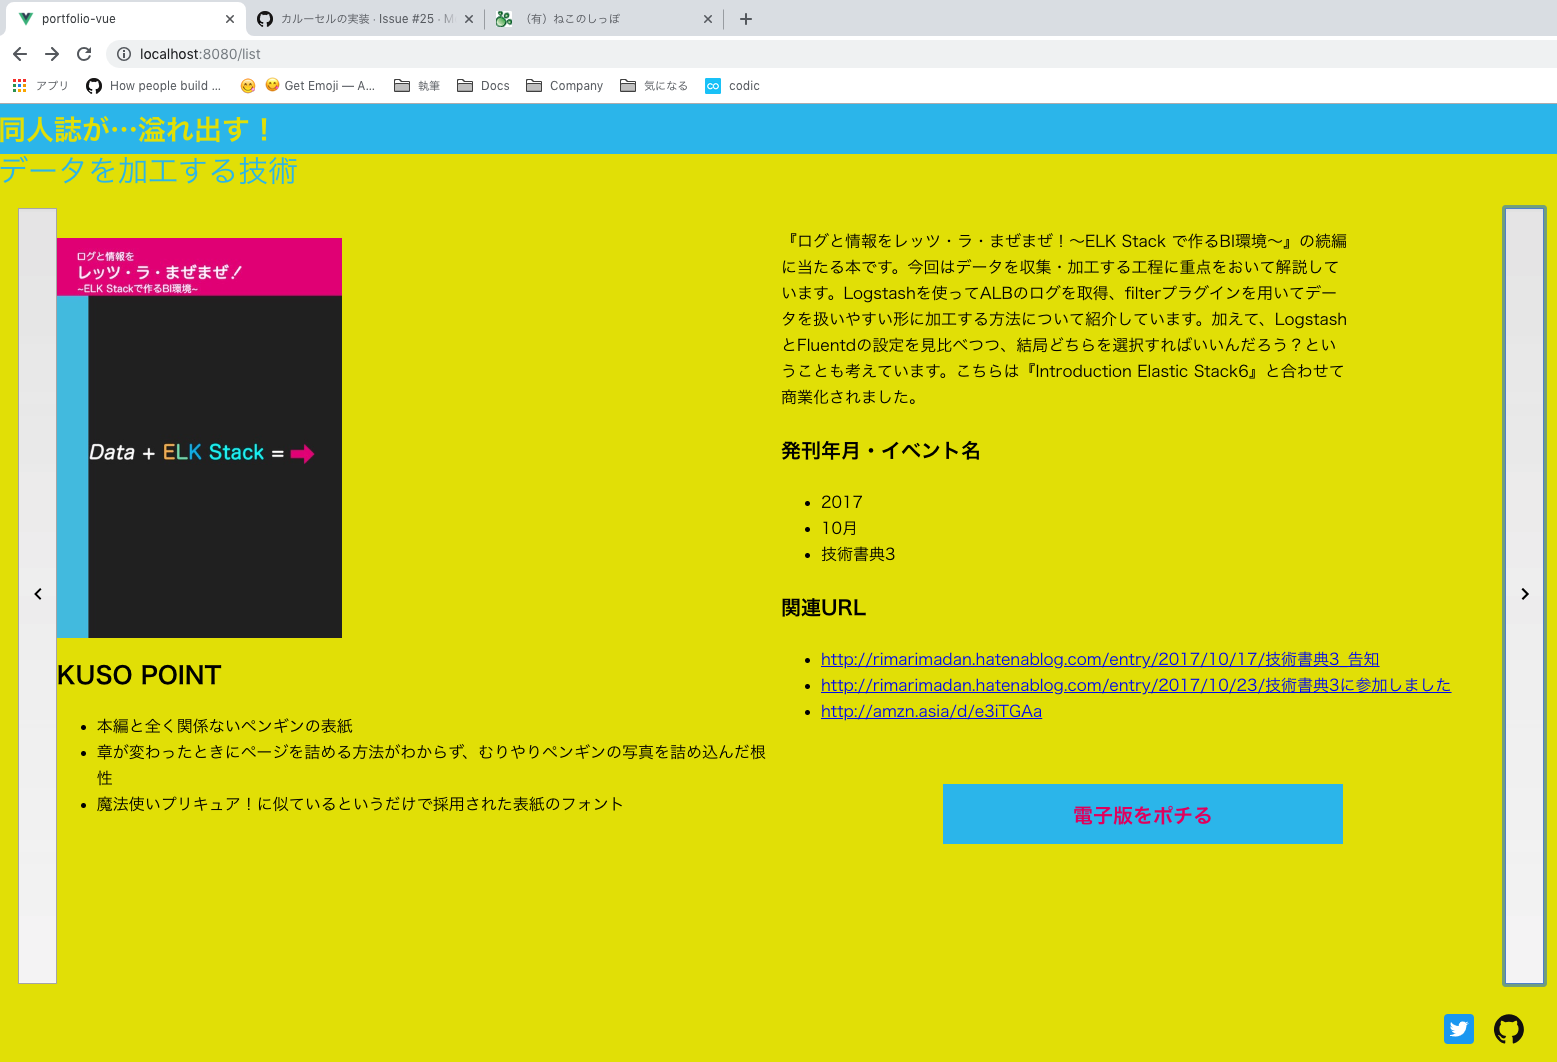 portfolio-vue
カルーセルの実装 · Issue #25 · M
（有）ねこのしっぽ
localhost:8080/list
アプリ
How people build ...
Get Emoji — A...
執筆
Docs
Company
気になる
codic
同人誌が…溢れ出す！
データを加工する技術
ログと情報を
レッツ・ラ・まぜまぜ！
~ELK Stackで作るBI環境~
Data + ELK Stack =
KUSO POINT
本編と全く関係ないペンギンの表紙
章が変わったときにページを詰める方法がわからず、むりやりペンギンの写真を詰め込んだ根
性
魔法使いプリキュア！に似ているというだけで採用された表紙のフォント
『ログと情報をレッツ・ラ・まぜまぜ！〜ELK Stack で作るBI環境〜』の続編
に当たる本です。今回はデータを収集・加工する工程に重点をおいて解説して
います。Logstashを使ってALBのログを取得、filterプラグインを用いてデー
タを扱いやすい形に加工する方法について紹介しています。加えて、Logstash
とFluentdの設定を見比べつつ、結局どちらを選択すればいいんだろう？とい
うことも考えています。こちらは『Introduction Elastic Stack6』と合わせて
商業化されました。
発刊年月・イベント名
2017
10月
技術書典3
関連URL
http://rimarimadan.hatenablog.com/entry/2017/10/17/技術書典3_告知
http://rimarimadan.hatenablog.com/entry/2017/10/23/技術書典3に参加しました
http://amzn.asia/d/e3iTGAa
電子版をポチる